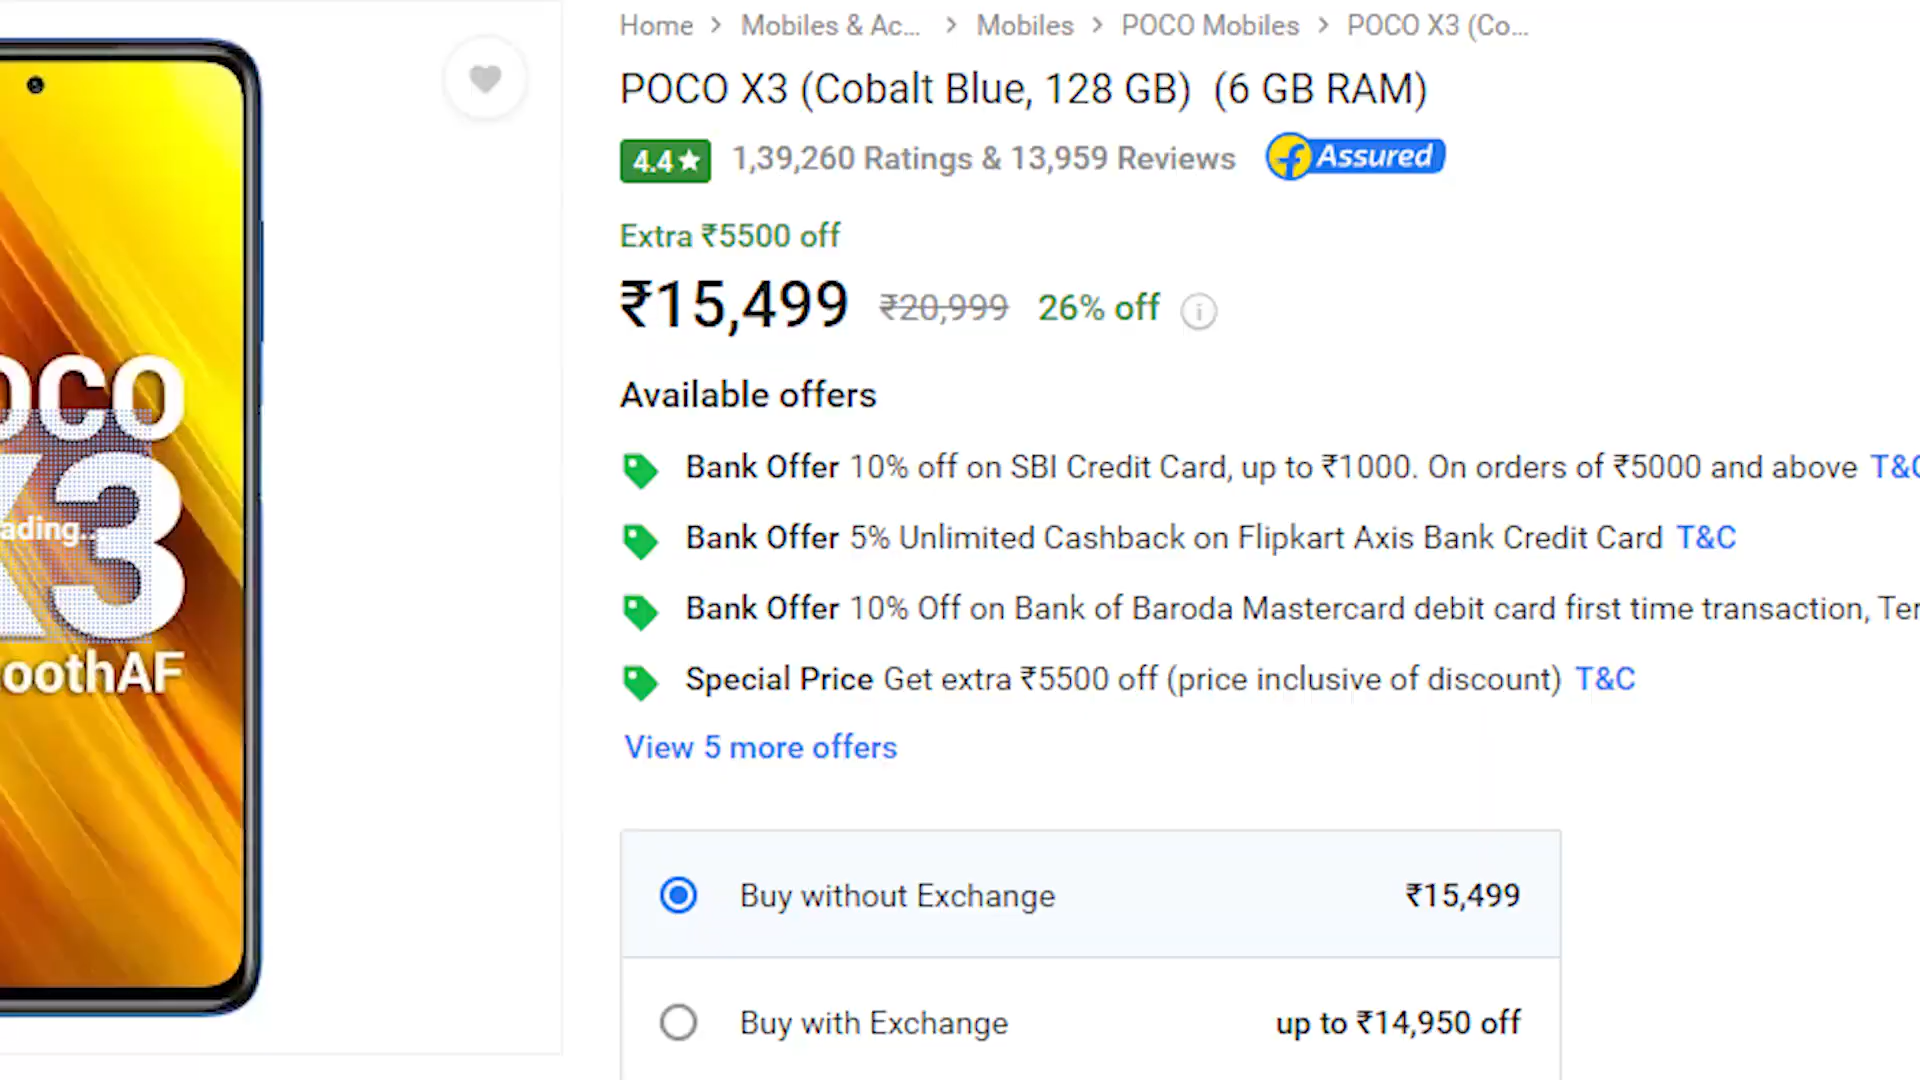 Home > Mobiles & Ac... > Mobiles > POCO Mobiles > POCO X3 (Co...
POCO X3 (Cobalt Blue, 128 GB) (6 GB RAM)
4.4★ 1,39,260 Ratings & 13,959 Reviews Assured
Extra ₹5500 off
₹15,499 ₹20,999 26% off
Available offers
Bank Offer 10% off on SBI Credit Card, up to ₹1000. On orders of ₹5000 and above T&C
Bank Offer 5% Unlimited Cashback on Flipkart Axis Bank Credit Card T&C
Bank Offer 10% Off on Bank of Baroda Mastercard debit card first time transaction, Ter
Special Price Get extra ₹5500 off (price inclusive of discount) T&C
View 5 more offers
Buy without Exchange ₹15,499
Buy with Exchange up to ₹14,950 off
OCO
X3
ading...
oothAF